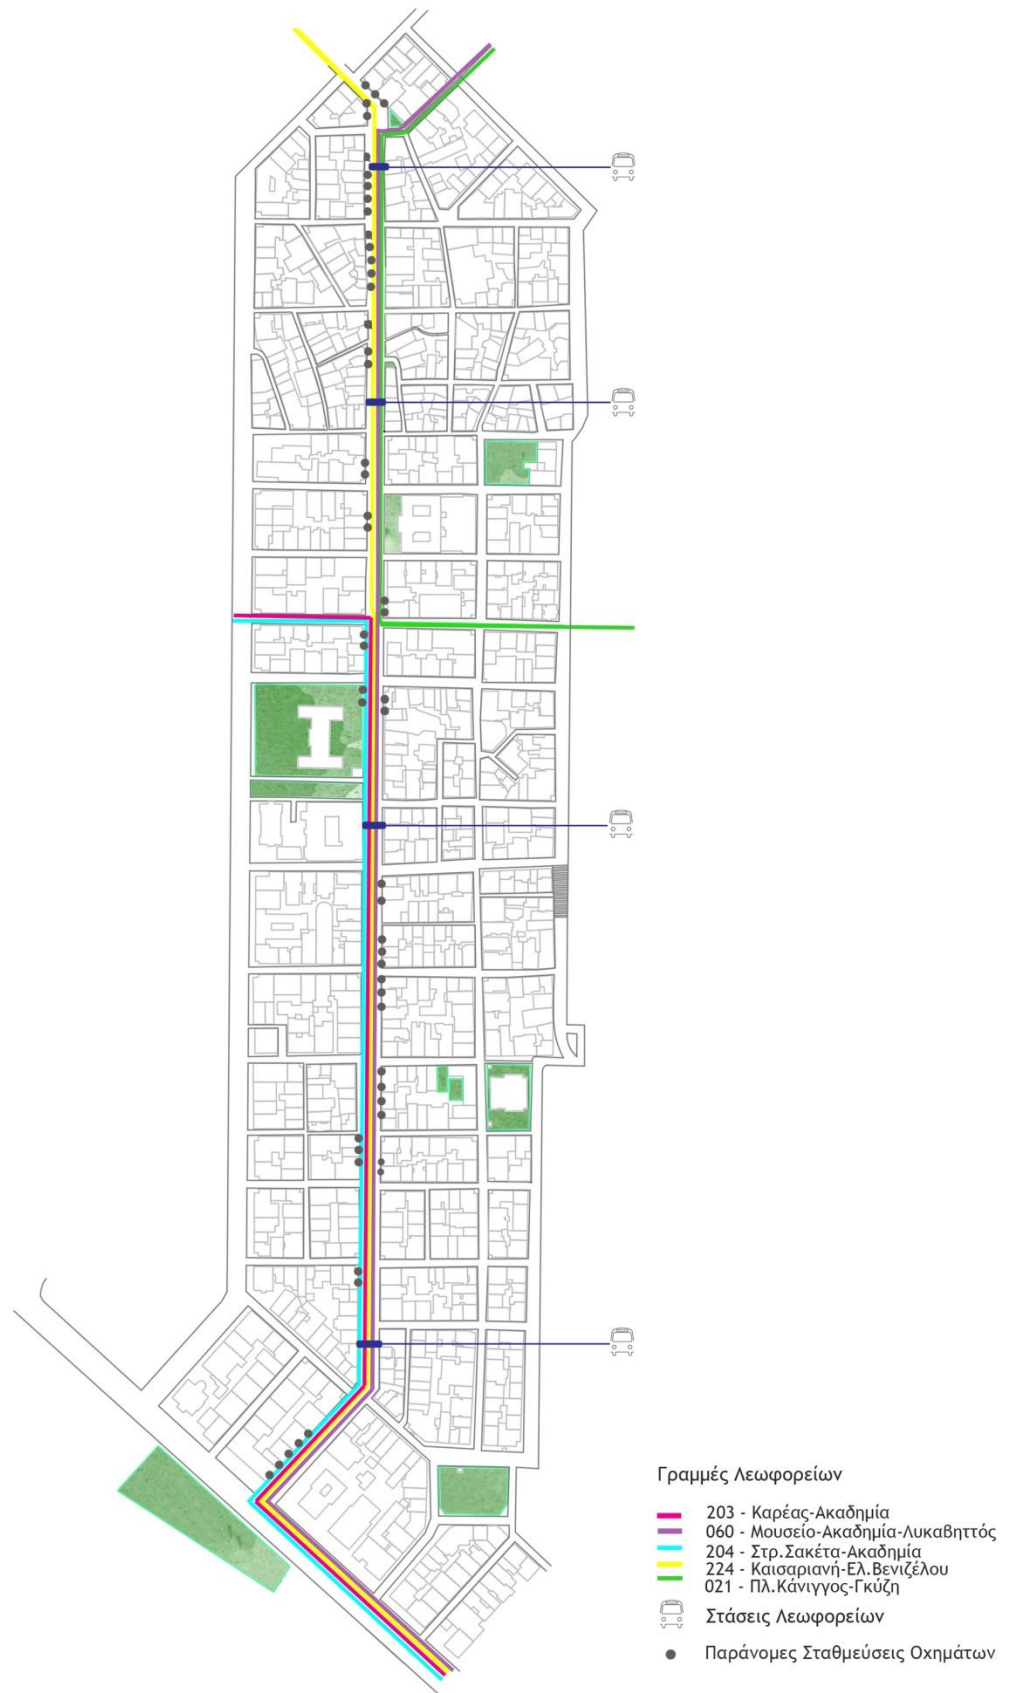 Γραμμές Λεωφορείων
203 - Καρέας-Ακαδημία
060 - Μουσείο-Ακαδημία-Λυκαβηττός
204 - Στρ.Σακέτα-Ακαδημία
224 - Καισαριανή-Ελ.Βενιζέλου
021 - Πλ.Κάνιγγος-Γκύζη
Στάσεις Λεωφορείων
Παράνομες Σταθμεύσεις Οχημάτων